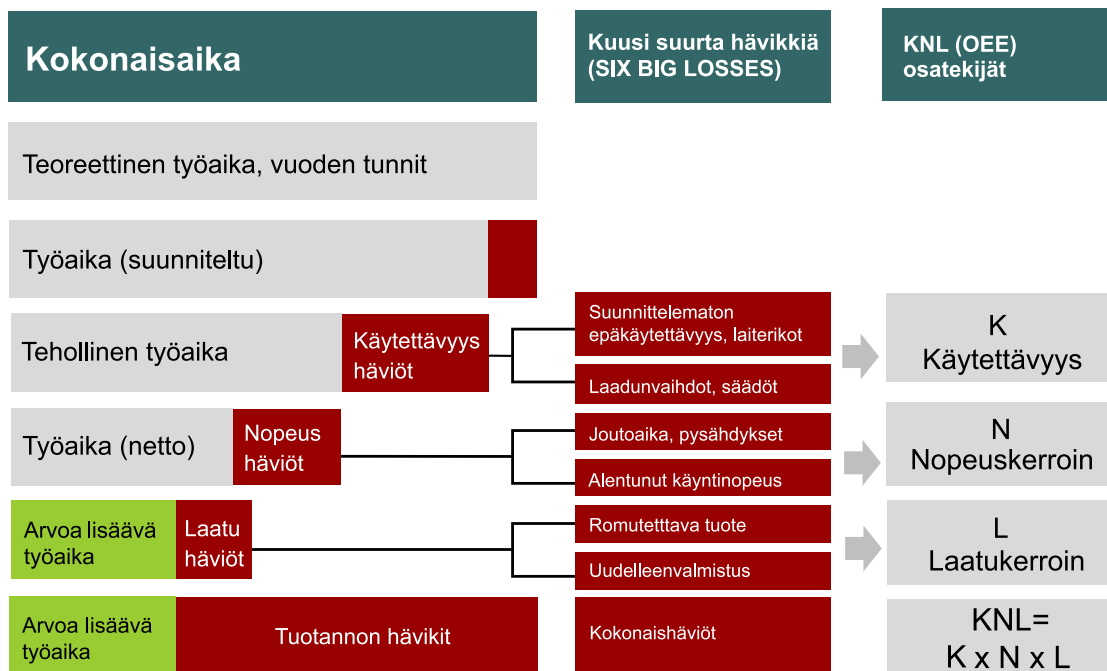 Kokonaisaika
Kuusi suurta hävikkiä
(SIX BIG LOSSES)
KNL (OEE)
osatekijät
Teoreettinen työaika, vuoden tunnit
Työaika (suunniteltu)
Tehollinen työaika
Käytettävyys
häviöt
Suunnittelematon
epäkäytettävyys, laiterikot
Laadunvaihdot, säädöt
K
Käytettävyys
Työaika (netto)
Nopeus
häviöt
Joutoaika, pysähdykset
Alentunut käyntinopeus
N
Nopeuskerroin
Arvoa lisäävä
työaika
Laatu
häviöt
Romutetttava tuote
Uudelleenvalmistus
L
Laatukerroin
Arvoa lisäävä
työaika
Tuotannon hävikit
Kokonaishäviöt
KNL=
K x N x L